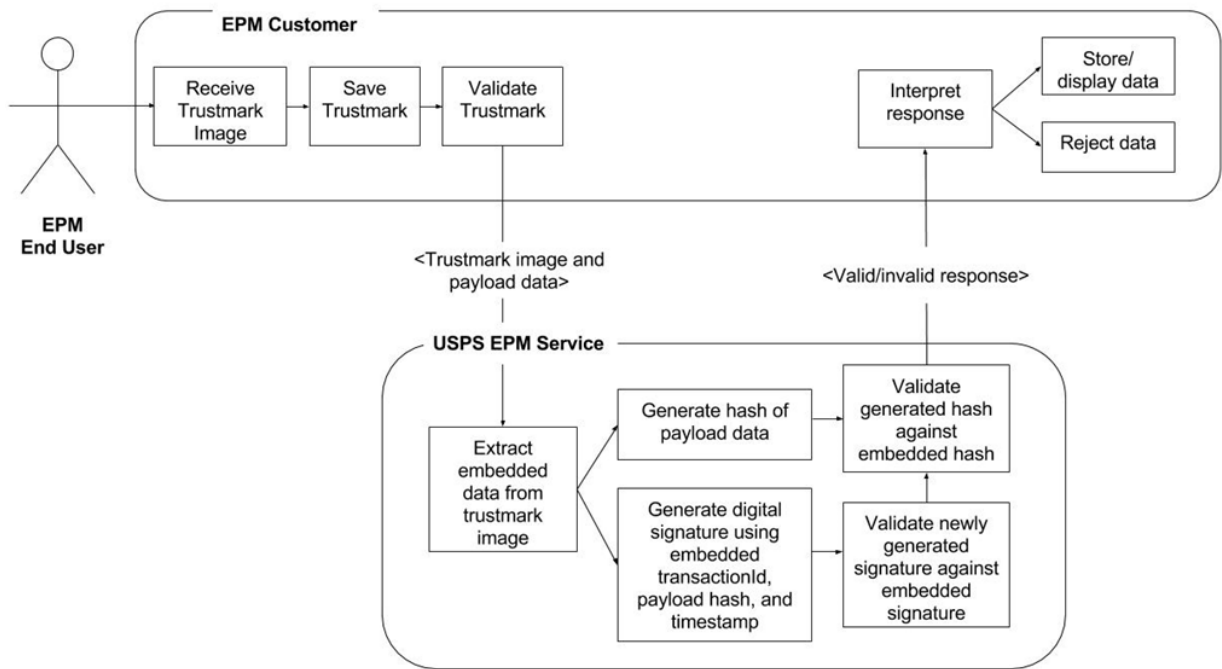 EPM Customer
Receive
Trustmark
Image
Save
Trustmark
Validate
Trustmark
Interpret
response
Store/
display data
Reject data
EPM
End User
<Trustmark image and
payload data>
<Valid/invalid response>
USPS EPM Service
Extract
embedded
data from
trustmark
image
Generate hash of
payload data
Generate digital
signature using
embedded
transactionId,
payload hash, and
timestamp
Validate
generated hash
against
embedded hash
Validate newly
generated
signature against
embedded
signature